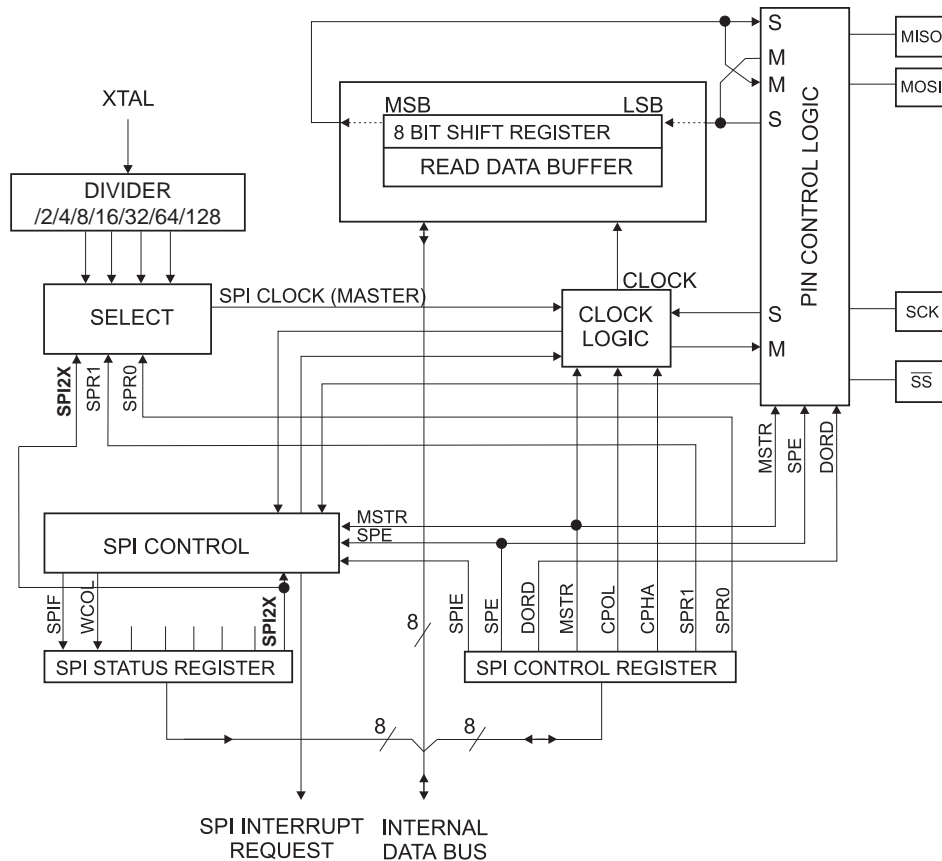 S
MISO
M
MSB
LSB
M
MOSI
XTAL
8 BIT SHIFT REGISTER
S
READ DATA BUFFER
PIN CONTROL LOGIC
DIVIDER
/2/4/8/16/32/64/128
CLOCK
SPI CLOCK (MASTER)
SELECT
CLOCK
LOGIC
S
SCK
M
SS
SPI2X
SPR1
SPR0
MSTR
SPE
DORD
MSTR
SPE
SPI CONTROL
SPIF
WCOL
SPI2X
8
SPIE
SPE
DORD
MSTR
CPOL
CPHA
SPR1
SPR0
SPI STATUS REGISTER
SPI CONTROL REGISTER
8
8
SPI INTERRUPT
REQUEST
INTERNAL
DATA BUS